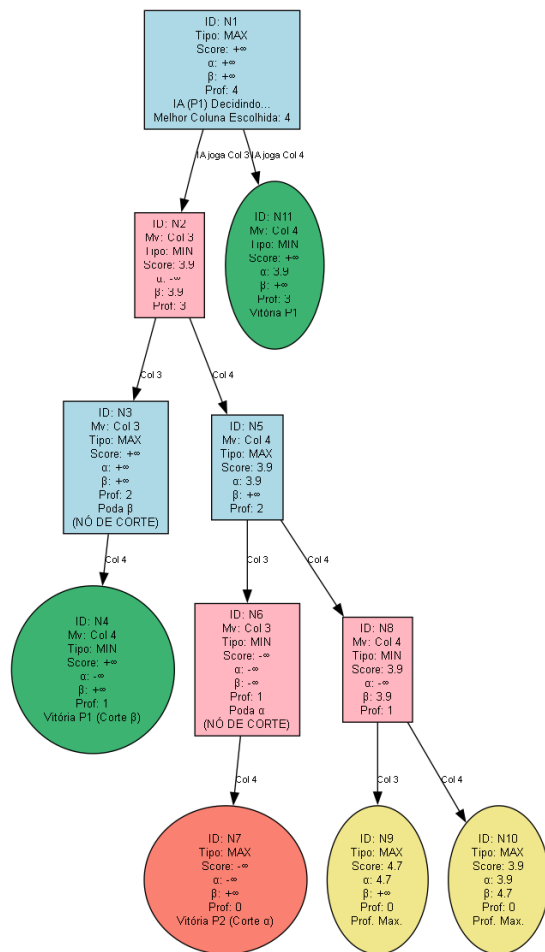 ID: N1
Tipo: MAX
Score: +∞
α: +∞
β: +∞
Prof: 4
IA (P1) Decidindo...
Melhor Coluna Escolhida: 4
IA joga Col 3
IA joga Col 4
ID: N2
Mv: Col 3
Tipo: MIN
Score: 3.9
α: -∞
β: 3.9
Prof: 3
ID: N11
Mv: Col 4
Tipo: MIN
Score: +∞
α: 3.9
β: +∞
Prof: 3
Vitória P1
Col 3
Col 4
ID: N3
Mv: Col 3
Tipo: MAX
Score: +∞
α: +∞
β: +∞
Prof: 2
Poda β
(NÓ DE CORTE)
ID: N5
Mv: Col 4
Tipo: MAX
Score: 3.9
α: 3.9
β: +∞
Prof: 2
Col 4
Col 3
Col 4
ID: N4
Mv: Col 4
Tipo: MIN
Score: +∞
α: -∞
β: +∞
Prof: 1
Vitória P1 (Corte β)
ID: N6
Mv: Col 3
Tipo: MIN
Score: -∞
α: -∞
β: -∞
Prof: 1
Poda α
(NÓ DE CORTE)
ID: N8
Mv: Col 4
Tipo: MIN
Score: 3.9
α: -∞
β: 3.9
Prof: 1
Col 4
Col 3
Col 4
ID: N7
Tipo: MAX
Score: -∞
α: -∞
β: +∞
Prof: 0
Vitória P2 (Corte α)
ID: N9
Tipo: MAX
Score: 4.7
α: 4.7
β: +∞
Prof: 0
Prof. Max.
ID: N10
Tipo: MAX
Score: 3.9
α: 3.9
β: 4.7
Prof: 0
Prof. Max.